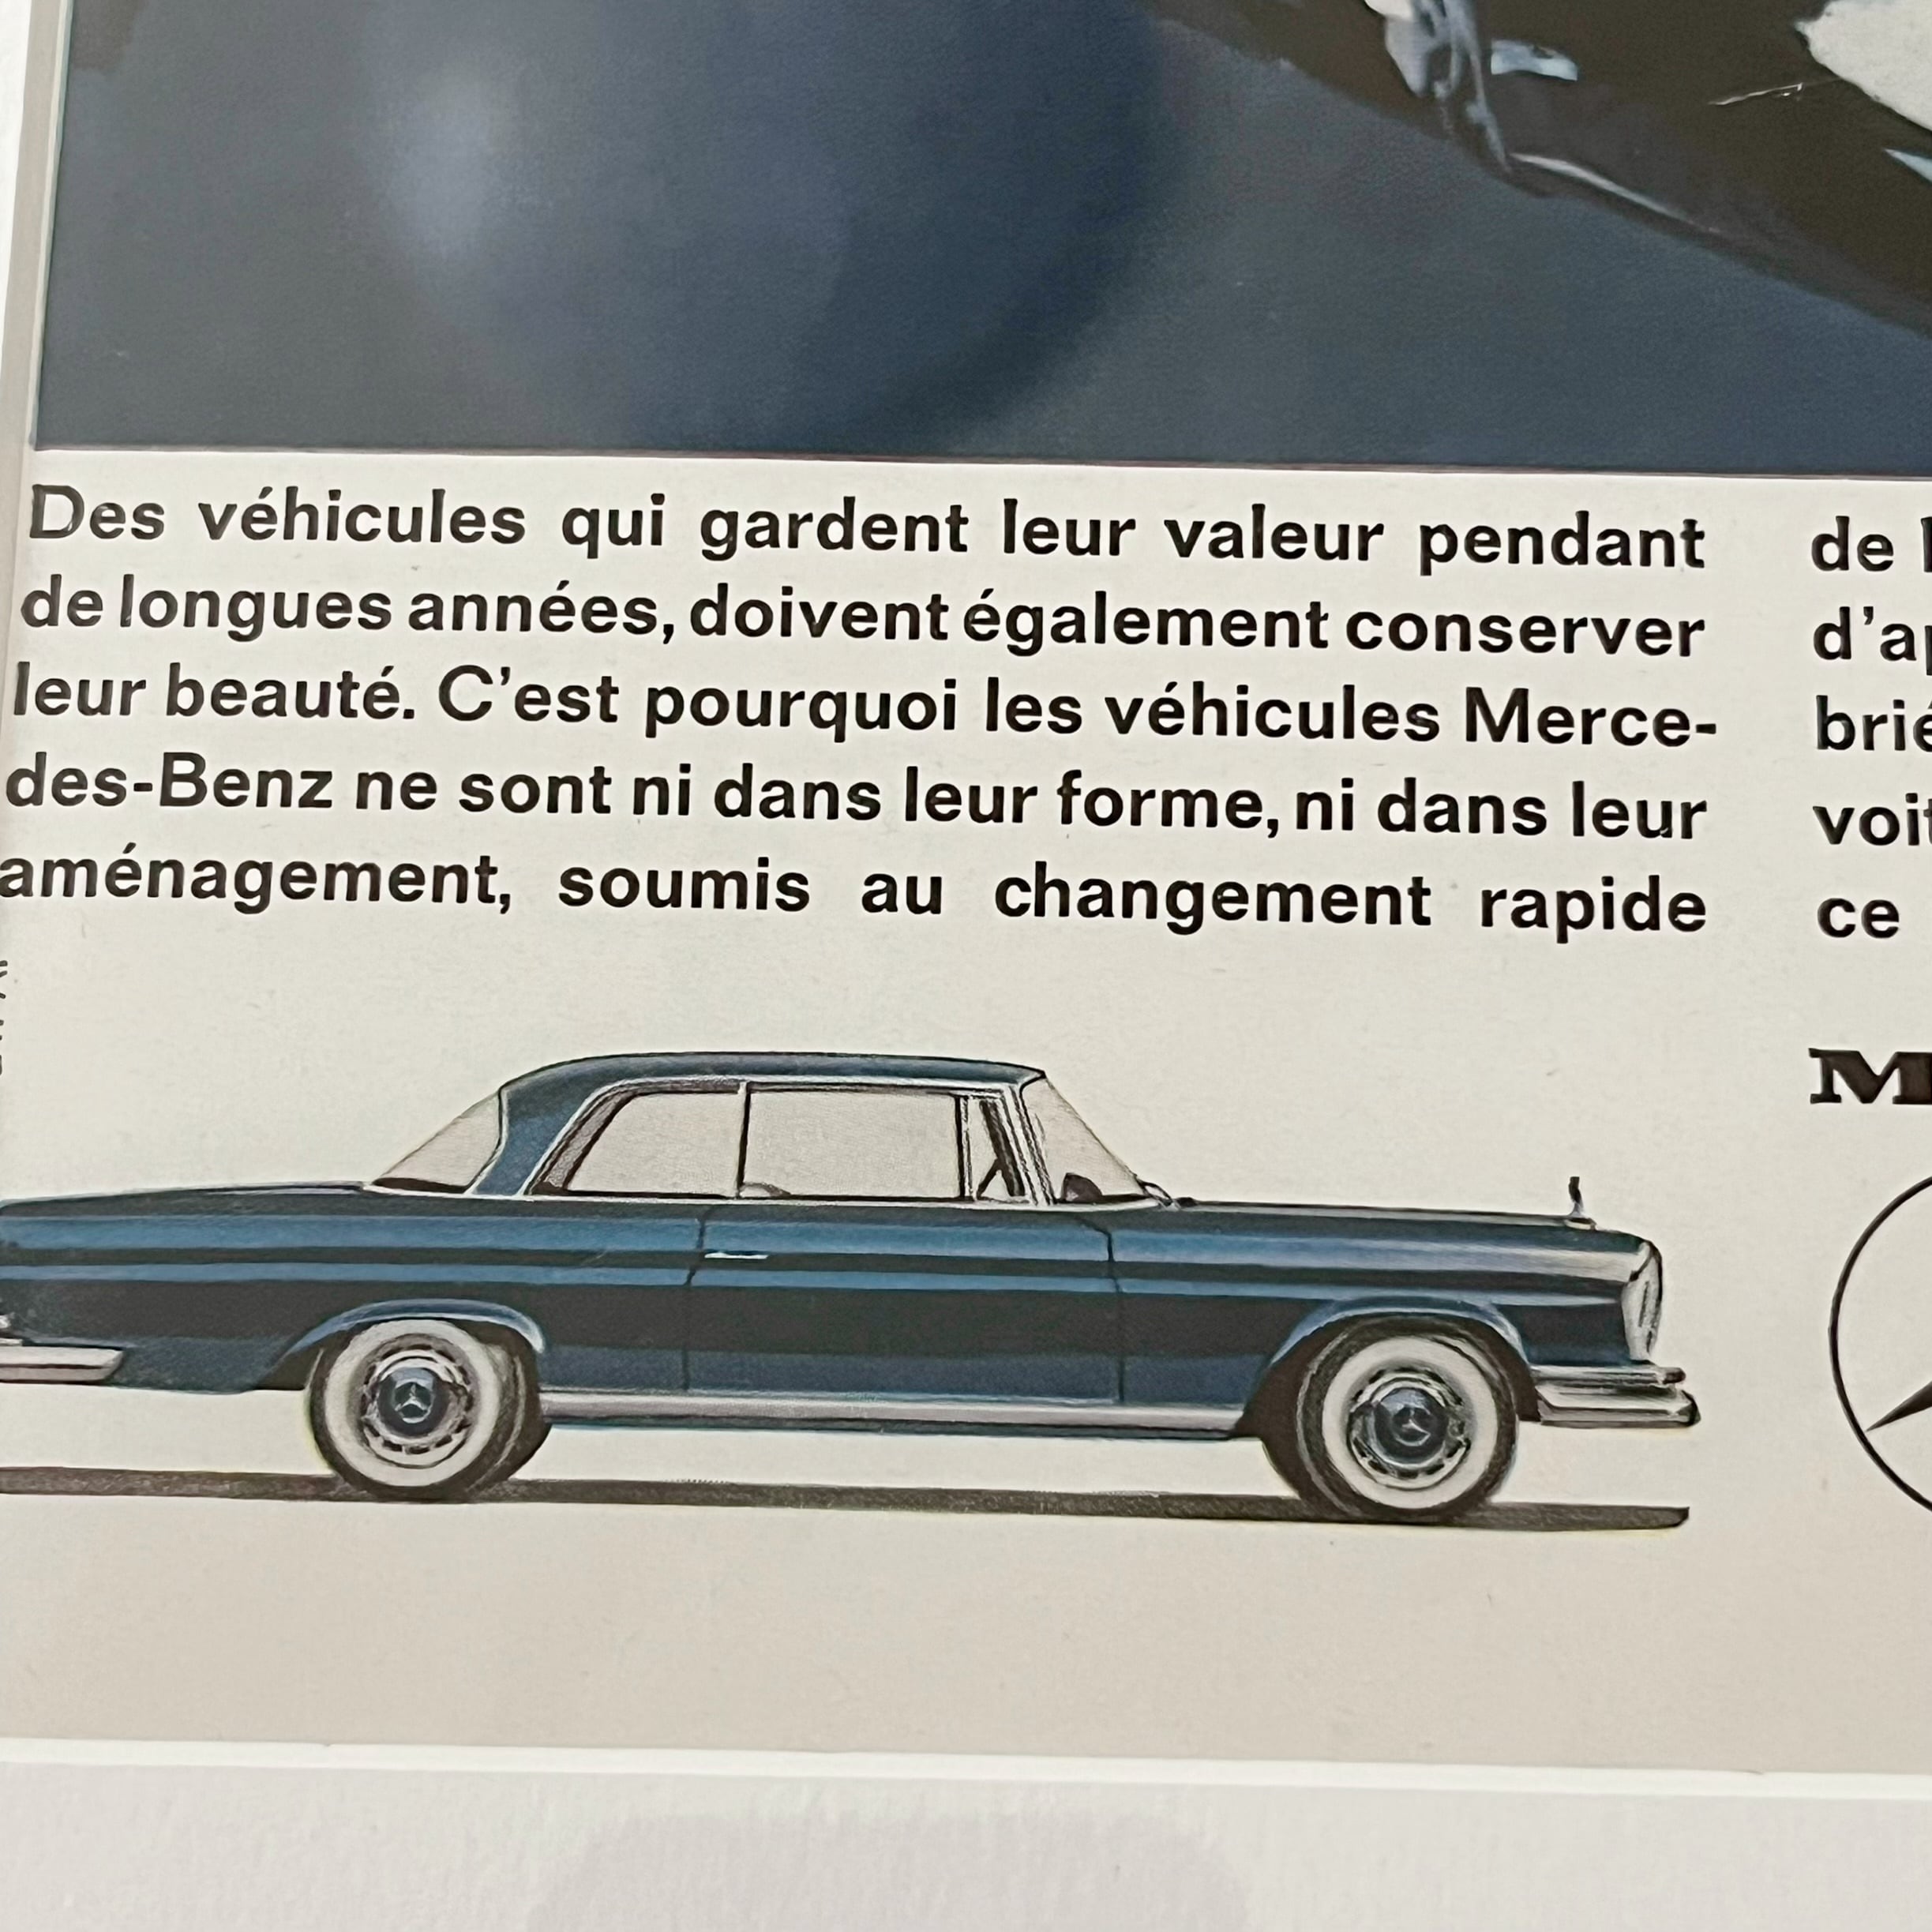 Des véhicules qui gardent leur valeur pendant
de longues années, doivent également conserver
leur beauté. C'est pourquoi les véhicules Merce-
des-Benz ne sont ni dans leur forme, ni dans leur
aménagement, soumis au changement rapide
de
ce
M